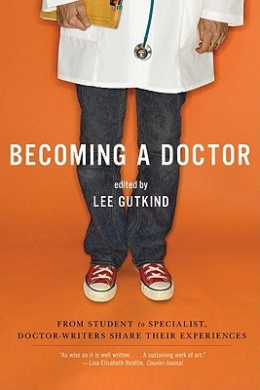 BECOMING A DOCTOR
edited by
LEE GUTKIND
FROM STUDENT to SPECIALIST,
DOCTOR-WRITERS SHARE THEIR EXPERIENCES
"As wise as it is well written. . . . A sustaining work of art."
—Lisa Elisabeth Beattie, Courier-Journal